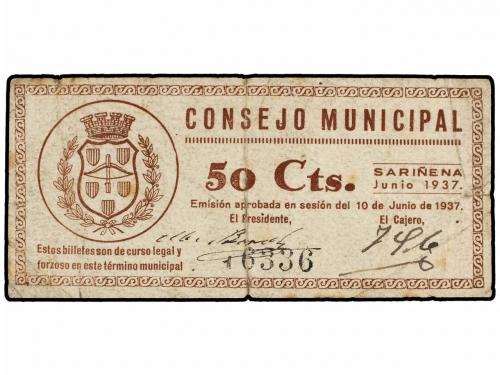 CONSEJO MUNICIPAL
50 Cts.
SARIÑENA
Junio 1937.
Emisión aprobada en sesión del 10 de Junio de 1937.
El Presidente, El Cajero,
Estos billetes son de curso legal y
forzoso en este término municipal
16336